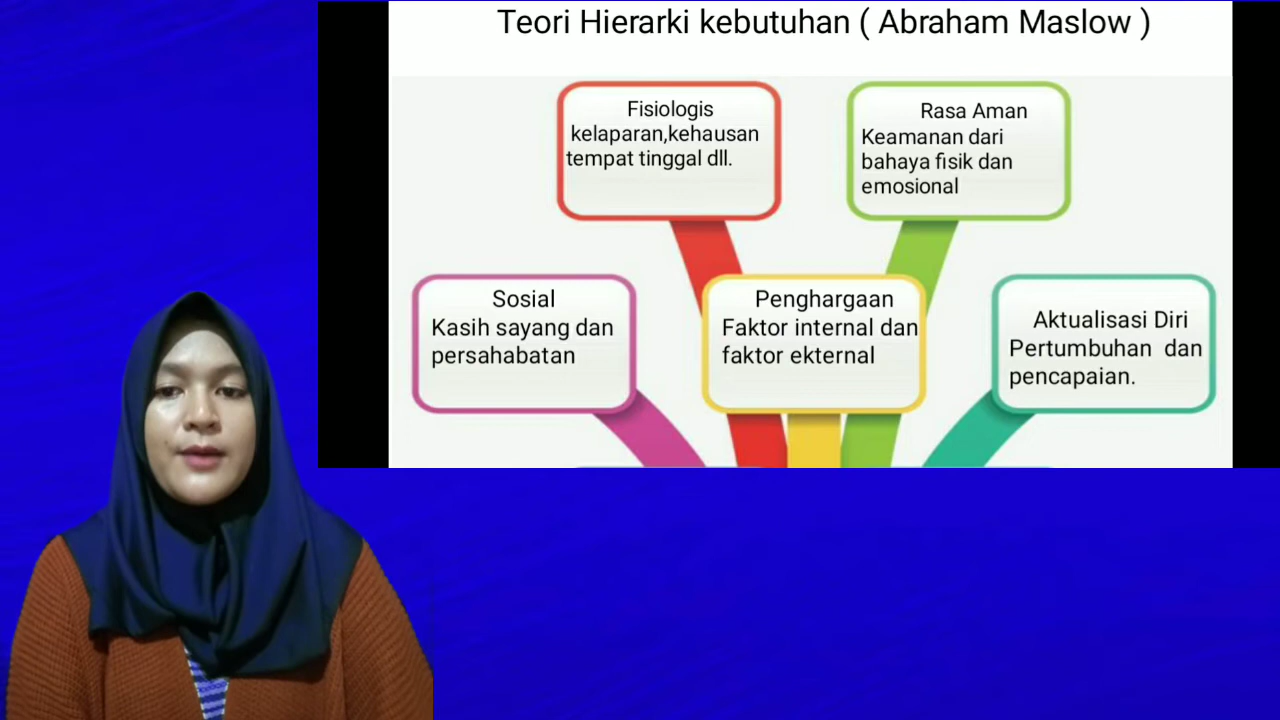 Teori Hierarki kebutuhan ( Abraham Maslow )
Fisiologis
kelaparan,kehausan
tempat tinggal dll.
Rasa Aman
Keamanan dari
bahaya fisik dan
emosional
Sosial
Kasih sayang dan
persahabatan
Penghargaan
Faktor internal dan
faktor ekternal
Aktualisasi Diri
Pertumbuhan dan
pencapaian.